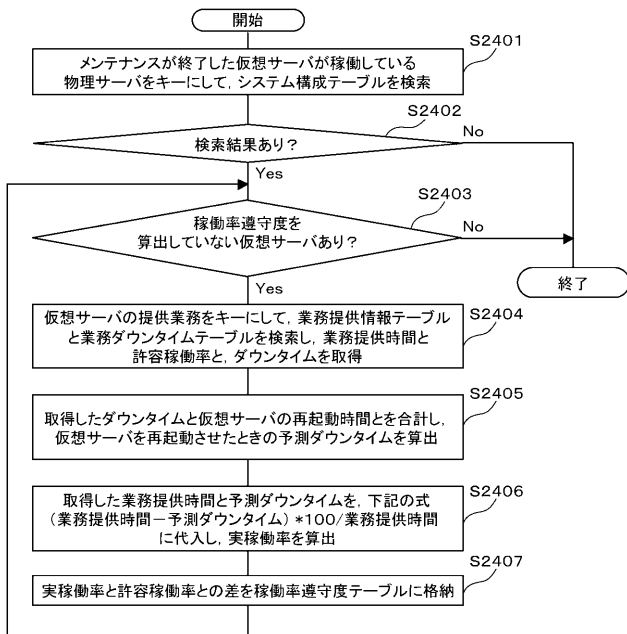 開始
S2401
メンテナンスが終了した仮想サーバが稼働している
物理サーバをキーにして，システム構成テーブルを検索
S2402
検索結果あり？
No
Yes
S2403
稼働率遵守度を
算出していない仮想サーバあり？
No
Yes
終了
S2404
仮想サーバの提供業務をキーにして，業務提供情報テーブル
と業務ダウンタイムテーブルを検索し，業務提供時間と
許容稼働率と，ダウンタイムを取得
S2405
取得したダウンタイムと仮想サーバの再起動時間とを合計し，
仮想サーバを再起動させたときの予測ダウンタイムを算出
S2406
取得した業務提供時間と予測ダウンタイムを，下記の式
（業務提供時間－予測ダウンタイム）＊100/業務提供時間
に代入し，実稼働率を算出
S2407
実稼働率と許容稼働率との差を稼働率遵守度テーブルに格納